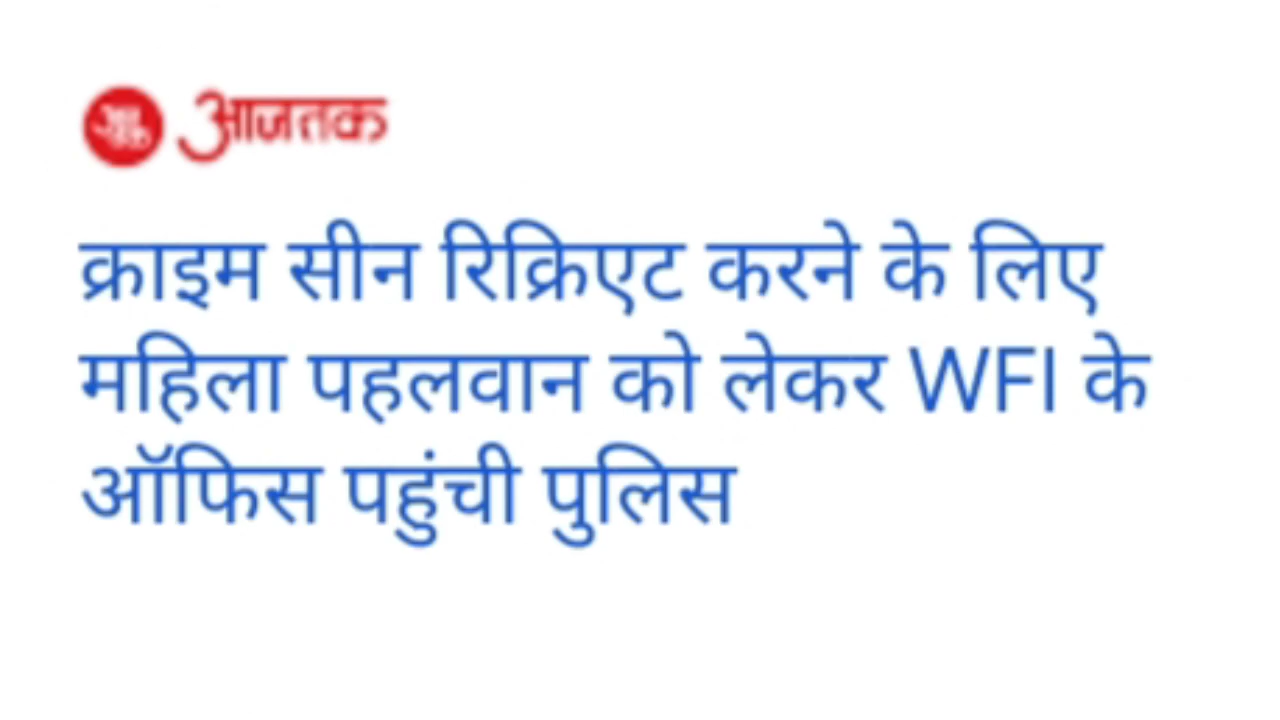 आजतक
क्राइम सीन रिक्रिएट करने के लिए
महिला पहलवान को लेकर WFI के
ऑफिस पहुंची पुलिस